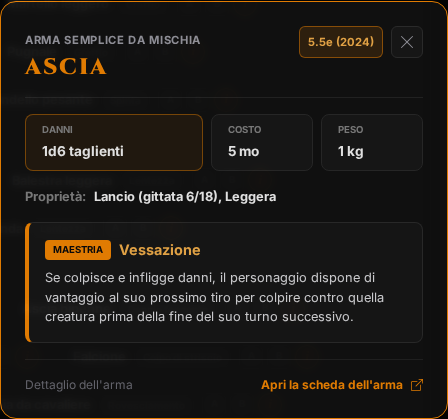 ARMA SEMPLICE DA MISCHIA
5.5e (2024)
ASCIA
DANNI
1d6 taglienti
COSTO
5 mo
PESO
1 kg
Proprietà: Lancio (gittata 6/18), Leggera
MAESTRIA Vessazione
Se colpisce e infligge danni, il personaggio dispone di
vantaggio al suo prossimo tiro per colpire contro quella
creatura prima della fine del suo turno successivo.
Dettaglio dell'arma
Apri la scheda dell'arma